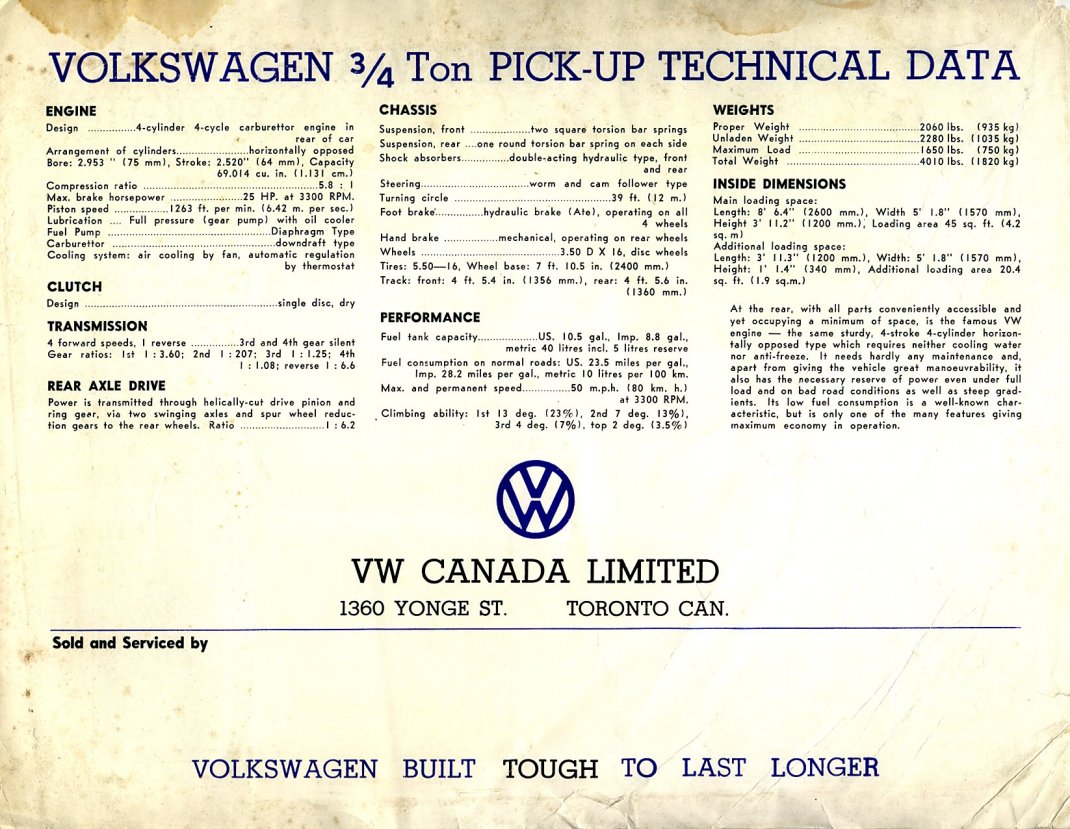 VOLKSWAGEN 3/4 Ton PICK-UP TECHNICAL DATA
ENGINE
Design ...............4-cylinder 4-cycle carburettor engine in
rear of car
Arrangement of cylinders.......................horizontally opposed
Bore: 2.953 " (75 mm), Stroke: 2.520" (64 mm), Capacity
69.014 cu. in. (1.131 cm.)
Compression ratio ........................................................5.8 : 1
Max. brake horsepower .......................25 HP. at 3300 RPM.
Piston speed .................1263 ft. per min. (6.42 m. per sec.)
Lubrication .... Full pressure (gear pump) with oil cooler
Fuel Pump ....................................................Diaphragm Type
Carburettor ....................................................downdraft type
Cooling system: air cooling by fan, automatic regulation
by thermostat
CLUTCH
Design .............................................................single disc, dry
TRANSMISSION
4 forward speeds, 1 reverse ...............3rd and 4th gear silent
Gear ratios: 1st 1 : 3.60; 2nd 1 : 207; 3rd 1 : 1.25; 4th
1 : 1.08; reverse 1 : 6.6
REAR AXLE DRIVE
Power is transmitted through helically-cut drive pinion and
ring gear, via two swinging axles and spur wheel reduc-
tion gears to the rear wheels. Ratio ...........................1 : 6.2
CHASSIS
Suspension, front ...................two square torsion bar springs
Suspension, rear ....one round torsion bar spring on each side
Shock absorbers...............double-acting hydraulic type, front
and rear
Steering..................................worm and cam follower type
Turning circle ..................................................39 ft. (12 m.)
Foot brake...............hydraulic brake (Ate), operating on all
4 wheels
Hand brake .................mechanical, operating on rear wheels
Wheels ............................................3.50 D X 16, disc wheels
Tires: 5.50—16, Wheel base: 7 ft. 10.5 in. (2400 mm.)
Track: front: 4 ft. 5.4 in. (1356 mm.), rear: 4 ft. 5.6 in.
(1360 mm.)
PERFORMANCE
Fuel tank capacity...................US. 10.5 gal., Imp. 8.8 gal.,
metric 40 litres incl. 5 litres reserve
Fuel consumption on normal roads: US. 23.5 miles per gal.,
Imp. 28.2 miles per gal., metric 10 litres per 100 km.
Max. and permanent speed...............50 m.p.h. (80 km. h.)
at 3300 RPM.
Climbing ability: 1st 13 deg. (23%), 2nd 7 deg. 13%),
3rd 4 deg. (7%), top 2 deg. (3.5%)
WEIGHTS
Proper Weight ......................................2060 lbs. (935 kg)
Unladen Weight ......................................2280 lbs. (1035 kg)
Maximum Load ......................................1650 lbs. (750 kg)
Total Weight ..........................................4010 lbs. (1820 kg)
INSIDE DIMENSIONS
Main loading space:
Length: 8' 6.4" (2600 mm.), Width 5' 1.8" (1570 mm),
Height 3' 11.2" (1200 mm.), Loading area 45 sq. ft. (4.2
sq. m)
Additional loading space:
Length: 3' 11.3" (1200 mm.), Width: 5' 1.8" (1570 mm),
Height: 1' 1.4" (340 mm), Additional loading area 20.4
sq. ft. (1.9 sq.m.)
At the rear, with all parts conveniently accessible and
yet occupying a minimum of space, is the famous VW
engine — the same sturdy, 4-stroke 4-cylinder horizon-
tally opposed type which requires neither cooling water
nor anti-freeze. It needs hardly any maintenance and,
apart from giving the vehicle great manoeuvrability, it
also has the necessary reserve of power even under full
load and on bad road conditions as well as steep grad-
ients. Its low fuel consumption is a well-known char-
acteristic, but is only one of the many features giving
maximum economy in operation.
VW
VW CANADA LIMITED
1360 YONGE ST. TORONTO CAN.
Sold and Serviced by
VOLKSWAGEN BUILT TOUGH TO LAST LONGER